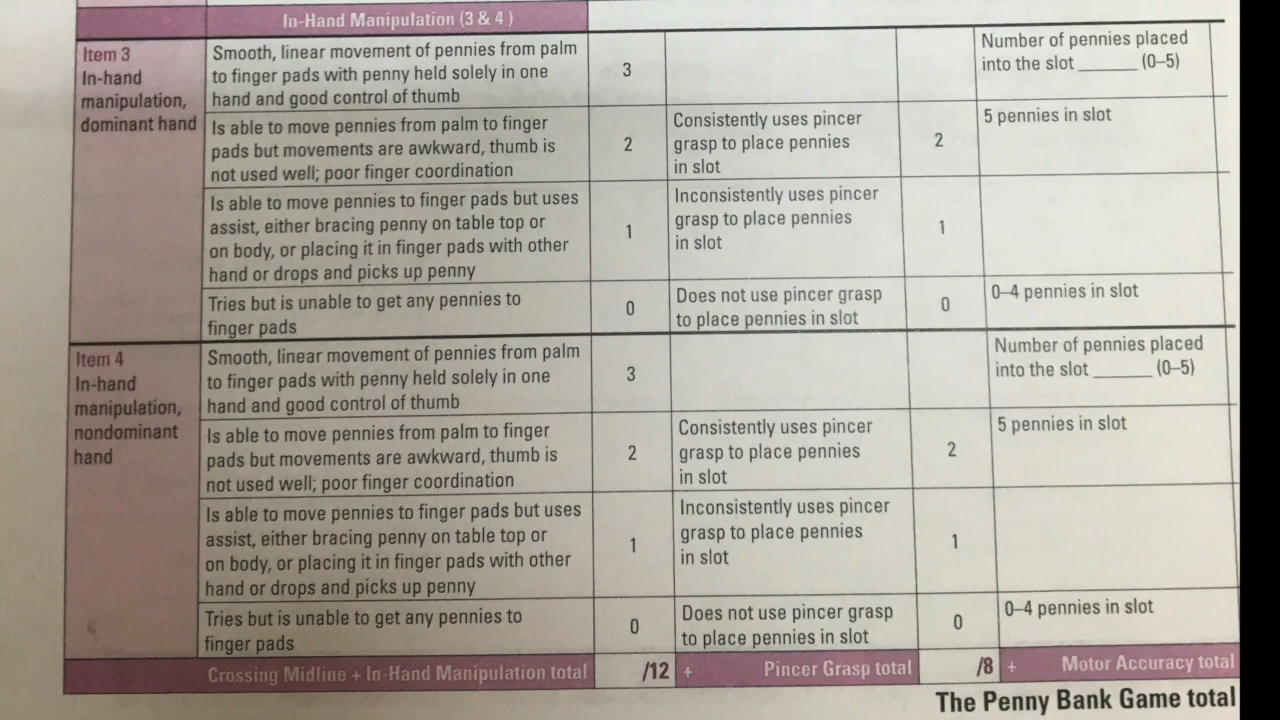 In-Hand Manipulation (3 & 4 )
Item 3
In-hand
manipulation,
dominant hand
Smooth, linear movement of pennies from palm
to finger pads with penny held solely in one
hand and good control of thumb
3
Number of pennies placed
into the slot ______ (0–5)
Is able to move pennies from palm to finger
pads but movements are awkward, thumb is
not used well; poor finger coordination
2
Consistently uses pincer
grasp to place pennies
in slot
2
5 pennies in slot
Is able to move pennies to finger pads but uses
assist, either bracing penny on table top or
on body, or placing it in finger pads with other
hand or drops and picks up penny
1
Inconsistently uses pincer
grasp to place pennies
in slot
1
Tries but is unable to get any pennies to
finger pads
0
Does not use pincer grasp
to place pennies in slot
0
0–4 pennies in slot
Item 4
In-hand
manipulation,
nondominant
hand
Smooth, linear movement of pennies from palm
to finger pads with penny held solely in one
hand and good control of thumb
3
Number of pennies placed
into the slot ______ (0–5)
Is able to move pennies from palm to finger
pads but movements are awkward, thumb is
not used well; poor finger coordination
2
Consistently uses pincer
grasp to place pennies
in slot
2
5 pennies in slot
Is able to move pennies to finger pads but uses
assist, either bracing penny on table top or
on body, or placing it in finger pads with other
hand or drops and picks up penny
1
Inconsistently uses pincer
grasp to place pennies
in slot
1
Tries but is unable to get any pennies to
finger pads
0
Does not use pincer grasp
to place pennies in slot
0
0–4 pennies in slot
Crossing Midline + In-Hand Manipulation total
/12
+ Pincer Grasp total
/8
+ Motor Accuracy total
The Penny Bank Game total